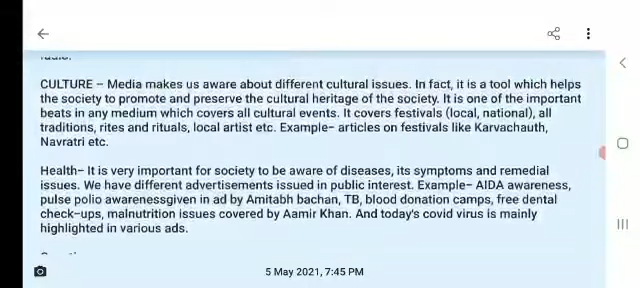 CULTURE – Media makes us aware about different cultural issues. In fact, it is a tool which helps
the society to promote and preserve the cultural heritage of the society. It is one of the important
beats in any medium which covers all cultural events. It covers festivals (local, national), all
traditions, rites and rituals, local artist etc. Example– articles on festivals like Karvachauth,
Navratri etc.
Health– It is very important for society to be aware of diseases, its symptoms and remedial
issues. We have different advertisements issued in public interest. Example– AIDA awareness,
pulse polio awarenessgiven in ad by Amitabh bachan, TB, blood donation camps, free dental
check-ups, malnutrition issues covered by Aamir Khan. And today's covid virus is mainly
highlighted in various ads.
5 May 2021, 7:45 PM